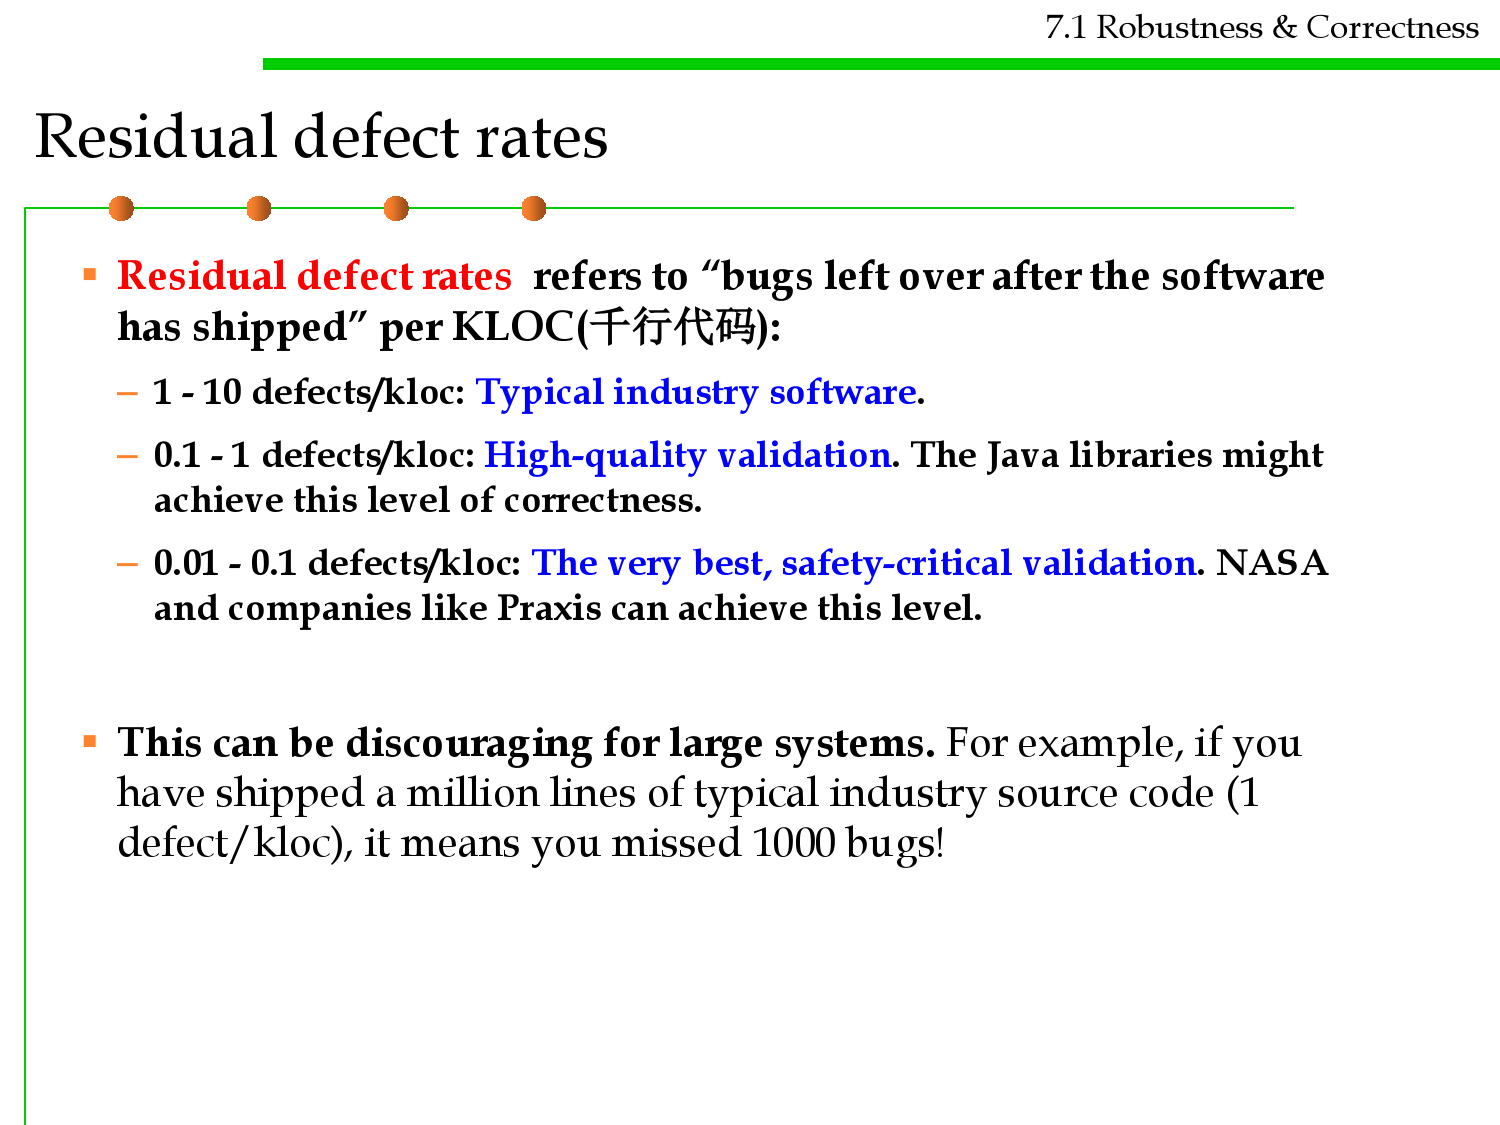 7.1 Robustness & Correctness
Residual defect rates
▪ Residual defect rates refers to “bugs left over after the software
has shipped” per KLOC(千行代码):
– 1 - 10 defects/kloc: Typical industry software.
– 0.1 - 1 defects/kloc: High-quality validation. The Java libraries might
achieve this level of correctness.
– 0.01 - 0.1 defects/kloc: The very best, safety-critical validation. NASA
and companies like Praxis can achieve this level.
▪ This can be discouraging for large systems. For example, if you
have shipped a million lines of typical industry source code (1
defect/kloc), it means you missed 1000 bugs!